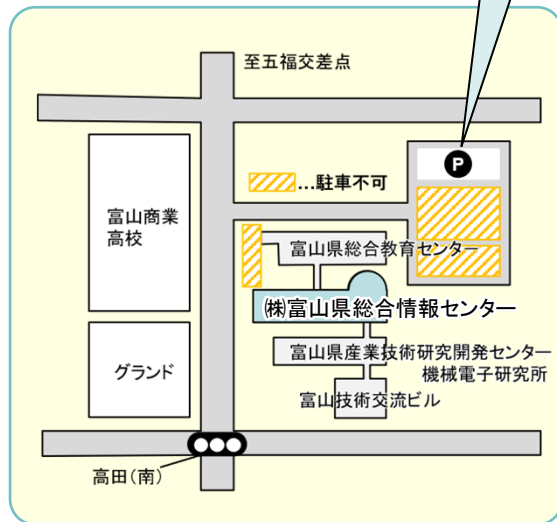 至五福交差点
P
…駐車不可
富山商業
高校
富山県総合教育センター
㈱富山県総合情報センター
富山県産業技術研究開発センター
機械電子研究所
グランド
富山技術交流ビル
高田(南)